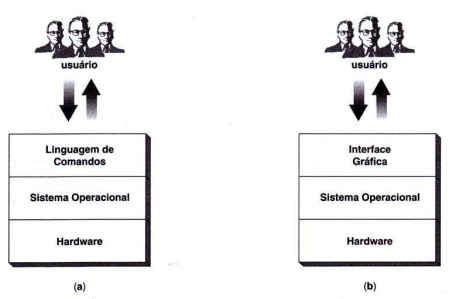 usuário
Linguagem de
Comandos
Sistema Operacional
Hardware
(a)
usuário
Interface
Gráfica
Sistema Operacional
Hardware
(b)